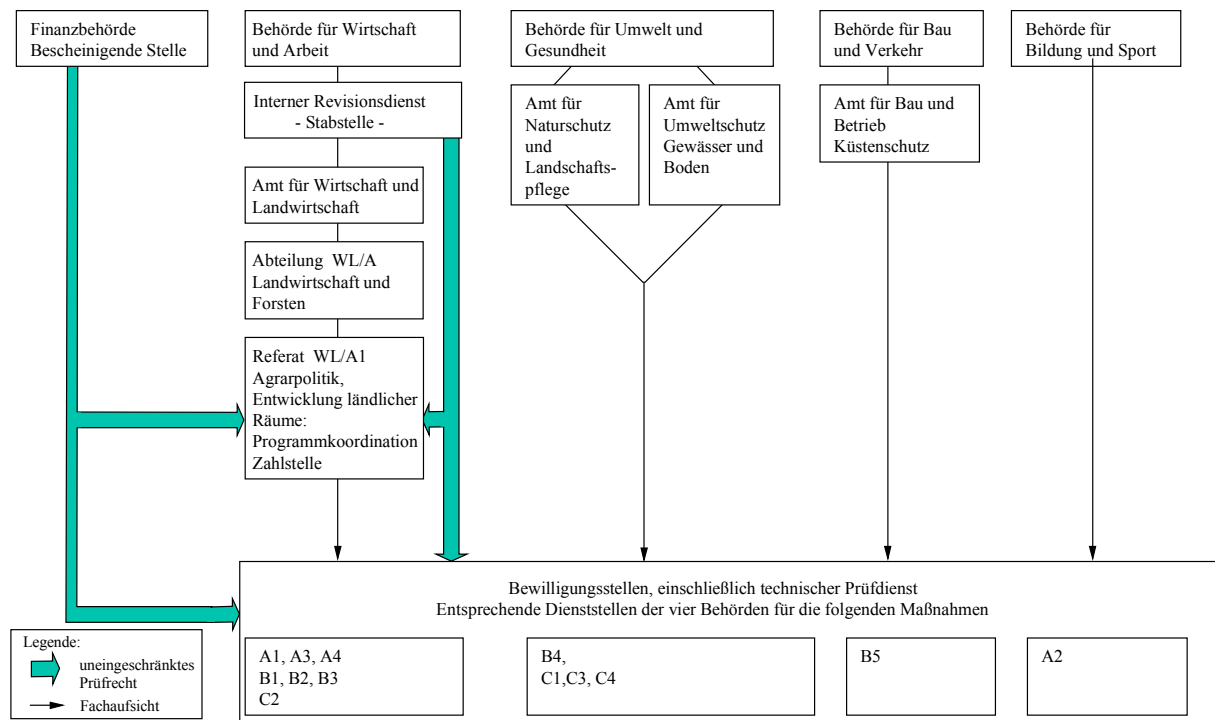 Finanzbehörde
Bescheinigende Stelle
Behörde für Wirtschaft
und Arbeit
Behörde für Umwelt und
Gesundheit
Behörde für Bau
und Verkehr
Behörde für
Bildung und Sport
Interner Revisionsdienst
- Stabstelle -
Amt für
Naturschutz
und
Landschafts-
pflege
Amt für
Umweltschutz
Gewässer und
Boden
Amt für Bau und
Betrieb
Küstenschutz
Amt für Wirtschaft und
Landwirtschaft
Abteilung WL/A
Landwirtschaft und
Forsten
Referat WL/A1
Agrarpolitik,
Entwicklung ländlicher
Räume:
Programmkoordination
Zahlstelle
Bewilligungsstellen, einschließlich technischer Prüfdienst
Entsprechende Dienststellen der vier Behörden für die folgenden Maßnahmen
Legende:
uneingeschränktes
Prüfrecht
Fachaufsicht
A1, A3, A4
B1, B2, B3
C2
B4,
C1,C3, C4
B5
A2